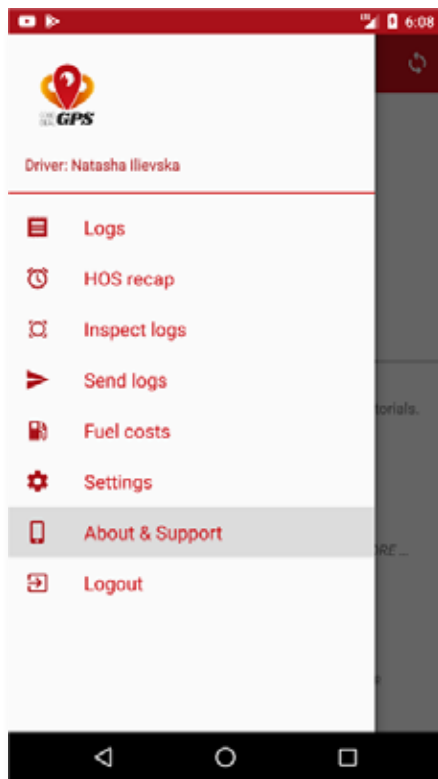 6:08
GPS
Driver: Natasha Ilievska
Logs
HOS recap
Inspect logs
Send logs
torials.
Fuel costs
Settings
About & Support
ORE ...
Logout